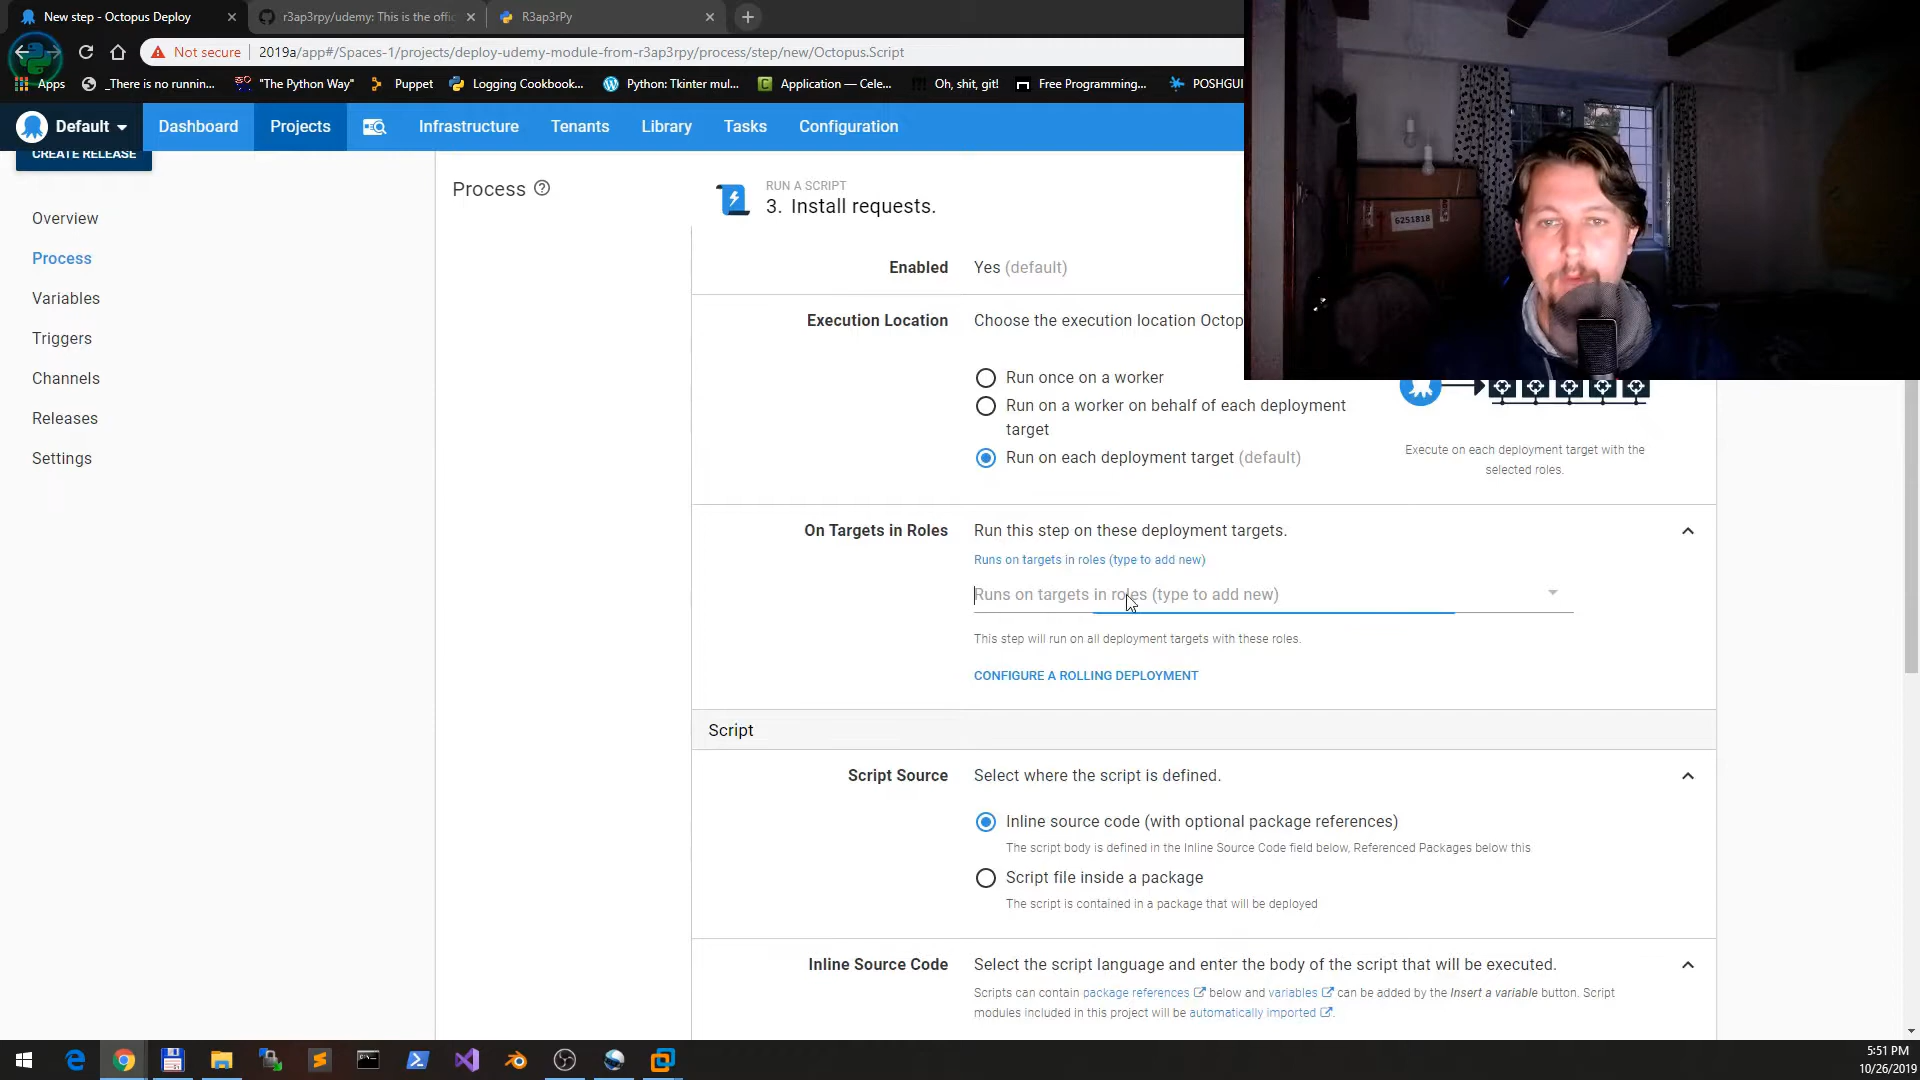 New step - Octopus Deploy
r3ap3rpy/udemy: This is the offic
R3ap3rPy
Not secure
2019a/app#/Spaces-1/projects/deploy-udemy-module-from-r3ap3rpy/process/step/new/Octopus.Script
Apps
_There is no runnin...
"The Python Way"
Puppet
Logging Cookbook...
Python: Tkinter mul...
Application — Cele...
Oh, shit, git!
Free Programming...
POSHGUI
Default
Dashboard
Projects
Infrastructure
Tenants
Library
Tasks
Configuration
CREATE RELEASE
Overview
Process
Variables
Triggers
Channels
Releases
Settings
Process
RUN A SCRIPT
3. Install requests.
Enabled
Yes (default)
Execution Location
Choose the execution location Octop
Run once on a worker
Run on a worker on behalf of each deployment
target
Run on each deployment target (default)
Execute on each deployment target with the
selected roles.
On Targets in Roles
Run this step on these deployment targets.
Runs on targets in roles (type to add new)
Runs on targets in roles (type to add new)
This step will run on all deployment targets with these roles.
CONFIGURE A ROLLING DEPLOYMENT
Script
Script Source
Select where the script is defined.
Inline source code (with optional package references)
The script body is defined in the Inline Source Code field below, Referenced Packages below this
Script file inside a package
The script is contained in a package that will be deployed
Inline Source Code
Select the script language and enter the body of the script that will be executed.
Scripts can contain package references below and variables can be added by the Insert a variable button. Script
modules included in this project will be automatically imported.
6251818
5:51 PM
10/26/2019